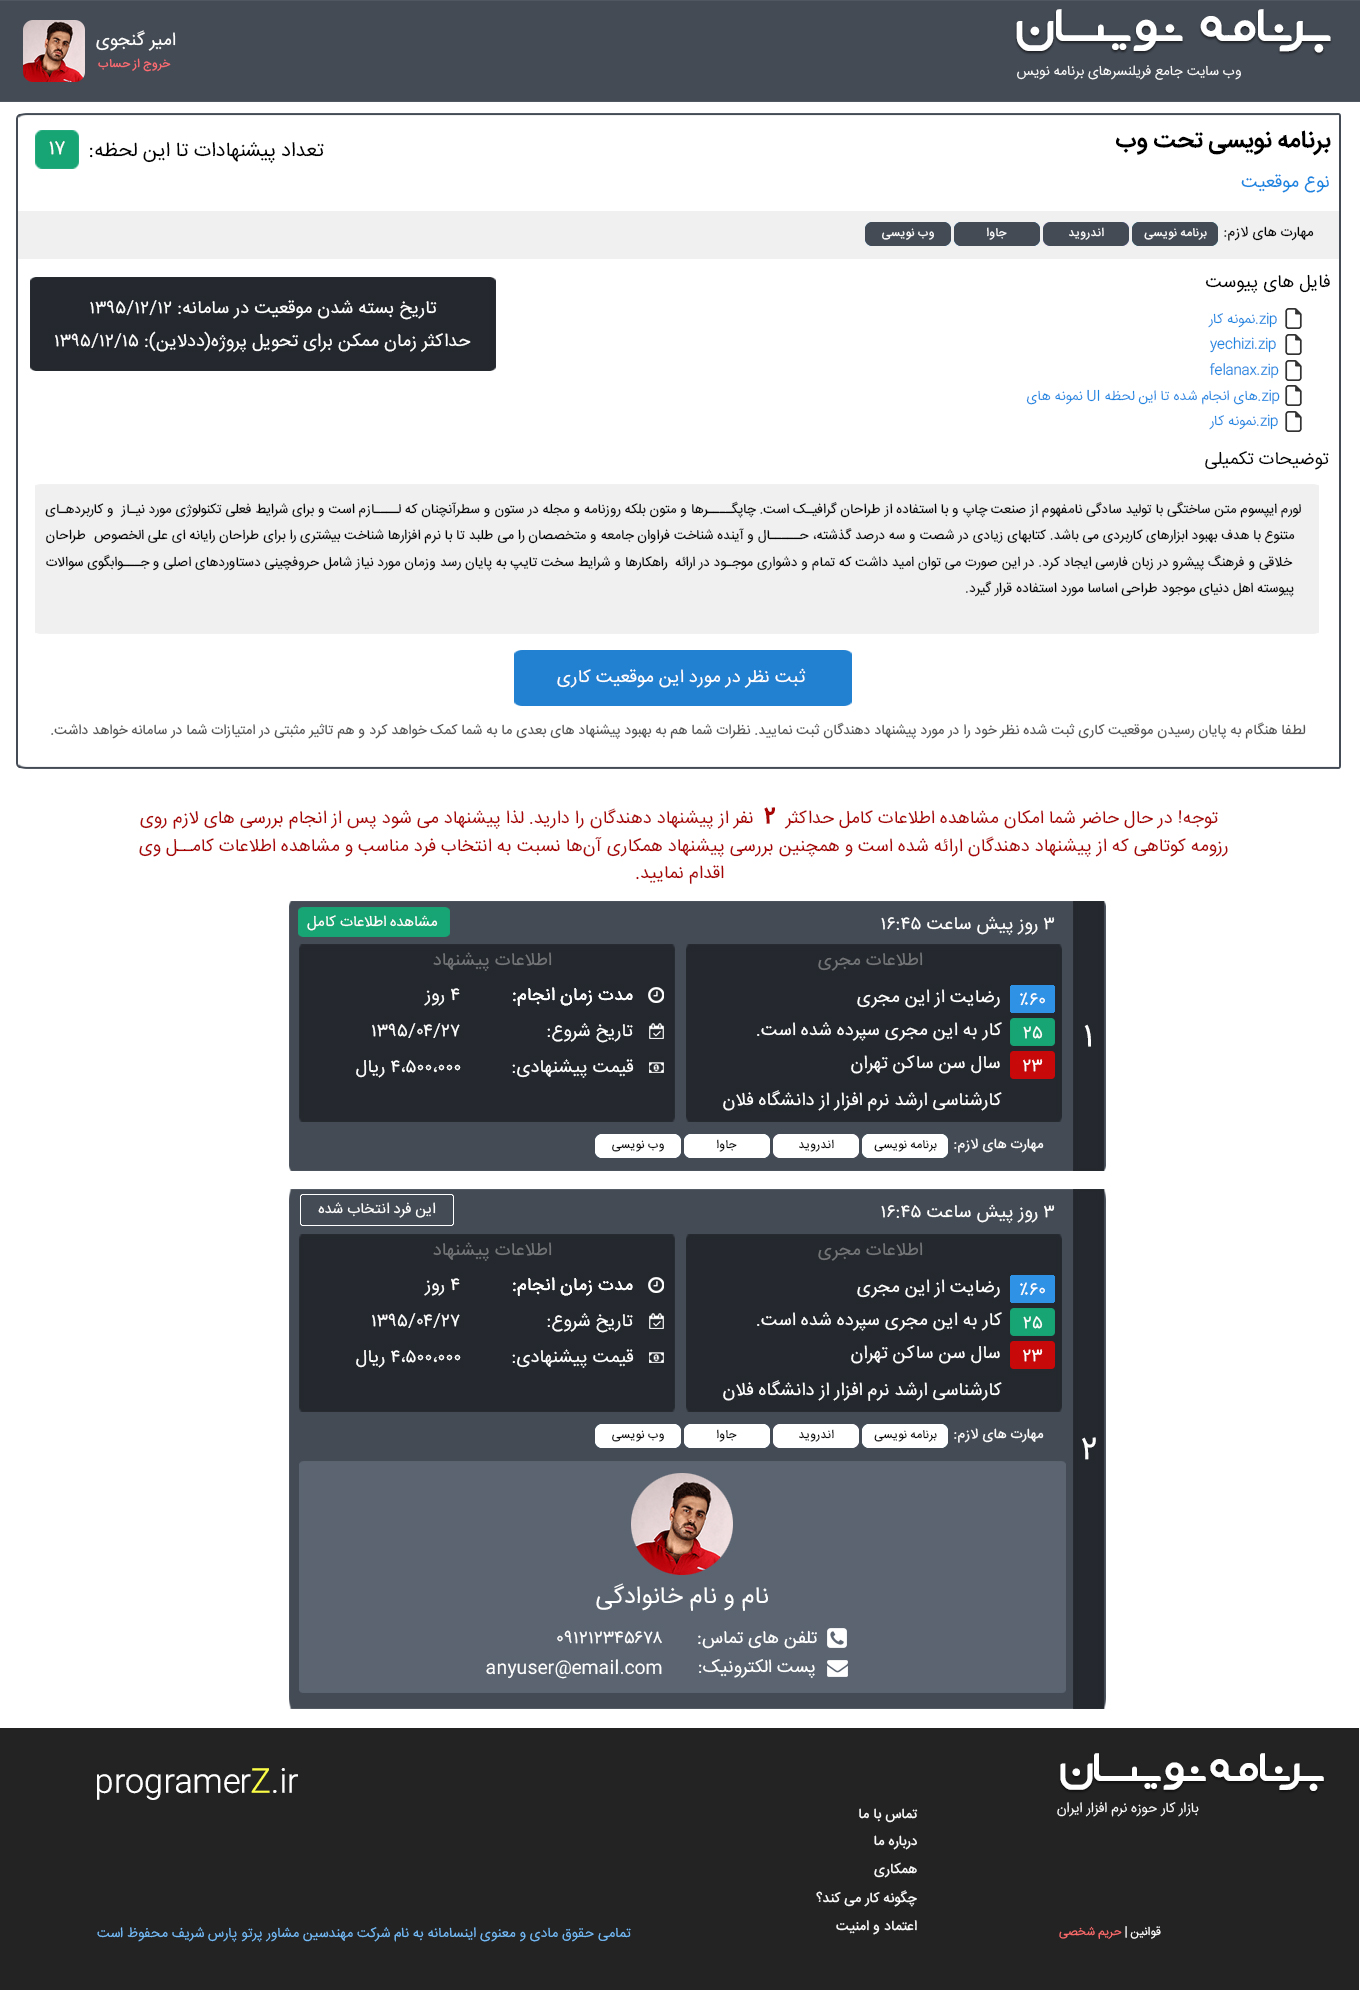 برنامه نویسان
وب سایت جامع فریلنسرهای برنامه نویس
امیر گنجوی
خروج از حساب
برنامه نویسی تحت وب
تعداد پیشنهادات تا این لحظه: ۱۷
نوع موقعیت
مهارت های لازم: برنامه نویسی اندروید جاوا وب نویسی
فایل های پیوست
نمونه کار.zip
yechizi.zip
felanax.zip
نمونه های UI های انجام شده تا این لحظه.zip
نمونه کار.zip
تاریخ بسته شدن موقعیت در سامانه: ۱۳۹۵/۱۲/۱۲
حداکثر زمان ممکن برای تحویل پروژه(ددلاین): ۱۳۹۵/۱۲/۱۵
توضیحات تکمیلی
لورم ایپسوم متن ساختگی با تولید سادگی نامفهوم از صنعت چاپ و با استفاده از طراحان گرافیـک است. چاپگــــرها و متون بلکه روزنامه و مجله در ستون و سطرآنچنان که لــــازم است و برای شرایط فعلی تکنولوژی مورد نیـاز و کاربردهـای
متنوع با هدف بهبود ابزارهای کاربردی می باشد. کتابهای زیادی در شصت و سه درصد گذشته، حـــــال و آینده شناخت فراوان جامعه و متخصصان را می طلبد تا با نرم افزارها شناخت بیشتری را برای طراحان رایانه ای علی الخصوص طراحان
خلاقی و فرهنگ پیشرو در زبان فارسی ایجاد کرد. در این صورت می توان امید داشت که تمام و دشواری موجـود در ارائه راهکارها و شرایط سخت تایپ به پایان رسد وزمان مورد نیاز شامل حروفچینی دستاوردهای اصلی و جـــوابگوی سوالات
پیوسته اهل دنیای موجود طراحی اساسا مورد استفاده قرار گیرد.
ثبت نظر در مورد این موقعیت کاری
لطفا هنگام به پایان رسیدن موقعیت کاری ثبت شده نظر خود را در مورد پیشنهاد دهندگان ثبت نمایید. نظرات شما هم به بهبود پیشنهاد های بعدی ما به شما کمک خواهد کرد و هم تاثیر مثبتی در امتیازات شما در سامانه خواهد داشت.
توجه! در حال حاضر شما امکان مشاهده اطلاعات کامل حداکثر ۲ نفر از پیشنهاد دهندگان را دارید. لذا پیشنهاد می شود پس از انجام بررسی های لازم روی
رزومه کوتاهی که از پیشنهاد دهندگان ارائه شده است و همچنین بررسی پیشنهاد همکاری آن‌ها نسبت به انتخاب فرد مناسب و مشاهده اطلاعات کامــل وی
اقدام نمایید.
۱
۳ روز پیش ساعت ۱۶:۴۵
مشاهده اطلاعات کامل
اطلاعات مجری
٪۶۰ رضایت از این مجری
۲۵ کار به این مجری سپرده شده است.
۲۳ سال سن ساکن تهران
کارشناسی ارشد نرم افزار از دانشگاه فلان
اطلاعات پیشنهاد
مدت زمان انجام: ۴ روز
تاریخ شروع: ۱۳۹۵/۰۴/۲۷
قیمت پیشنهادی: ۴،۵۰۰،۰۰۰ ریال
مهارت های لازم: برنامه نویسی اندروید جاوا وب نویسی
۲
۳ روز پیش ساعت ۱۶:۴۵
این فرد انتخاب شده
اطلاعات مجری
٪۶۰ رضایت از این مجری
۲۵ کار به این مجری سپرده شده است.
۲۳ سال سن ساکن تهران
کارشناسی ارشد نرم افزار از دانشگاه فلان
اطلاعات پیشنهاد
مدت زمان انجام: ۴ روز
تاریخ شروع: ۱۳۹۵/۰۴/۲۷
قیمت پیشنهادی: ۴،۵۰۰،۰۰۰ ریال
مهارت های لازم: برنامه نویسی اندروید جاوا وب نویسی
نام و نام خانوادگی
تلفن های تماس: ۰۹۱۲۱۲۳۴۵۶۷۸
پست الکترونیک: anyuser@email.com
برنامه نویسان
بازار کار حوزه نرم افزار ایران
قوانین | حریم شخصی
تماس با ما
درباره ما
همکاری
چگونه کار می کند؟
اعتماد و امنیت
programerZ.ir
تمامی حقوق مادی و معنوی اینسامانه به نام شرکت مهندسین مشاور پرتو پارس شریف محفوظ است